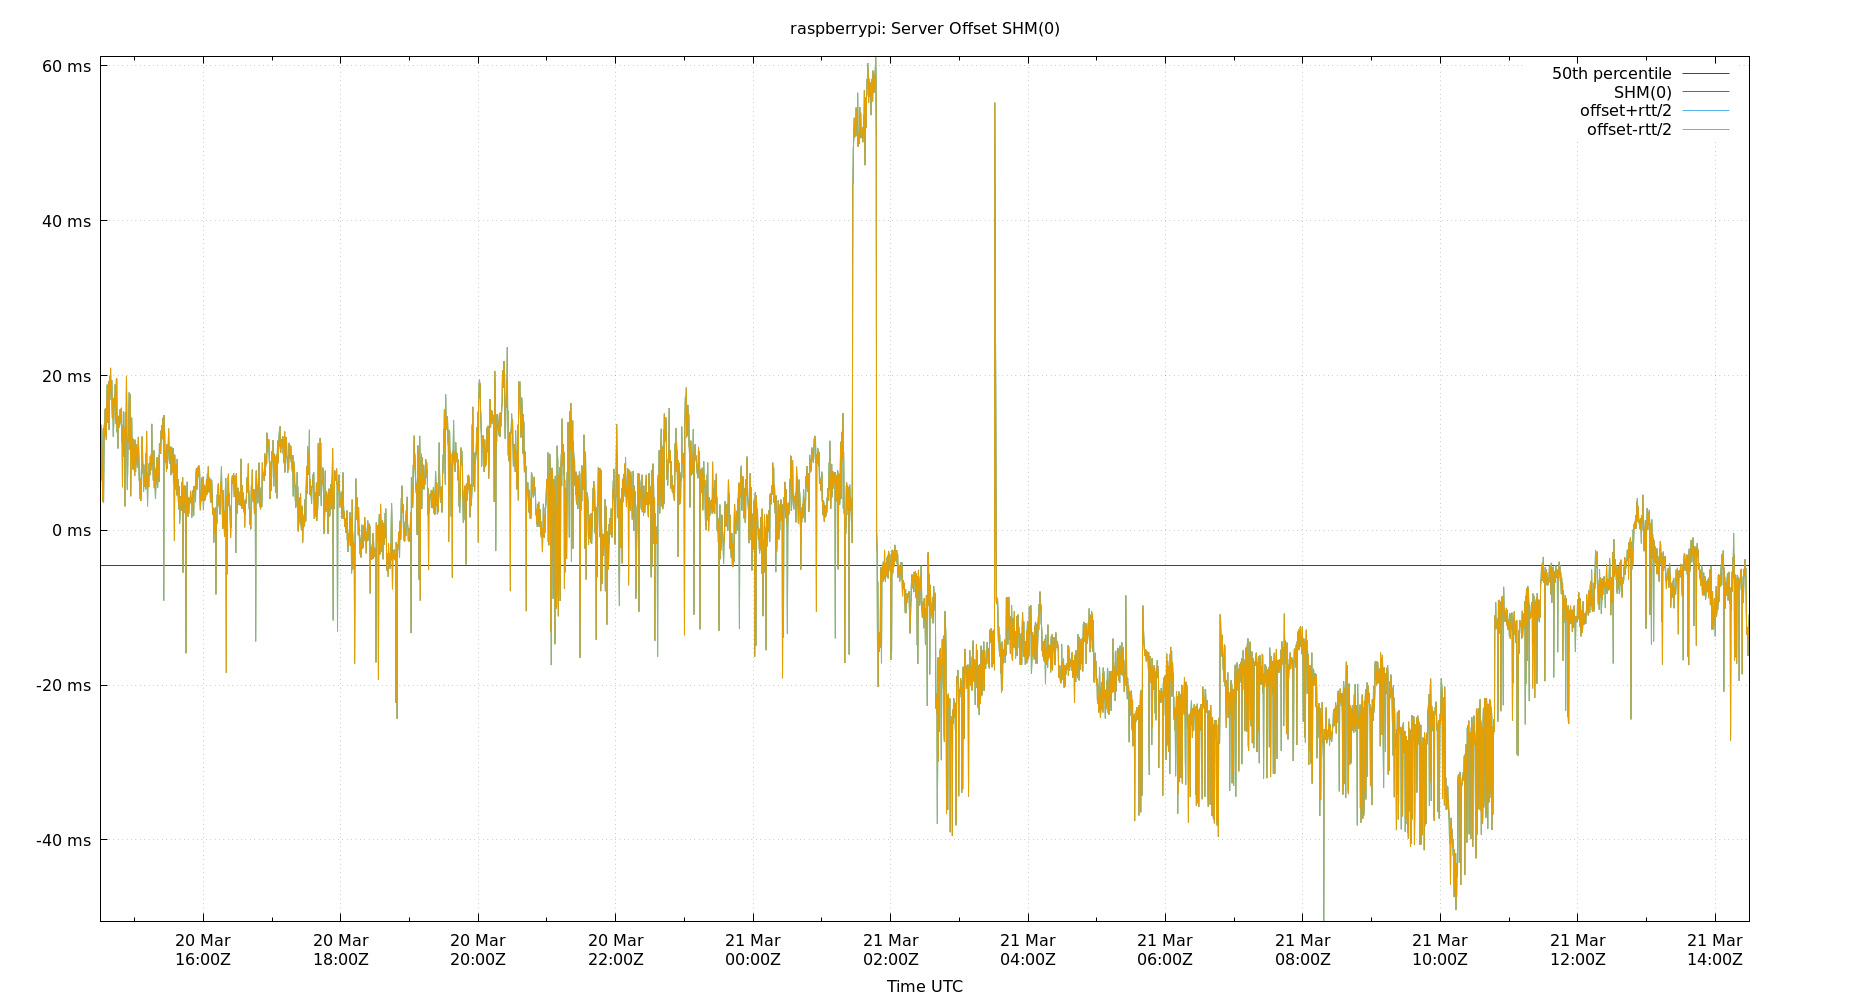 raspberrypi: Server Offset SHM(0)
60 ms
40 ms
20 ms
0 ms
-20 ms
-40 ms
50th percentile
SHM(0)
offset+rtt/2
offset-rtt/2
20 Mar 20 Mar 20 Mar 20 Mar 21 Mar 21 Mar 21 Mar 21 Mar 21 Mar 21 Mar 21 Mar 21 Mar
16:00Z 18:00Z 20:00Z 22:00Z 00:00Z 02:00Z 04:00Z 06:00Z 08:00Z 10:00Z 12:00Z 14:00Z
Time UTC